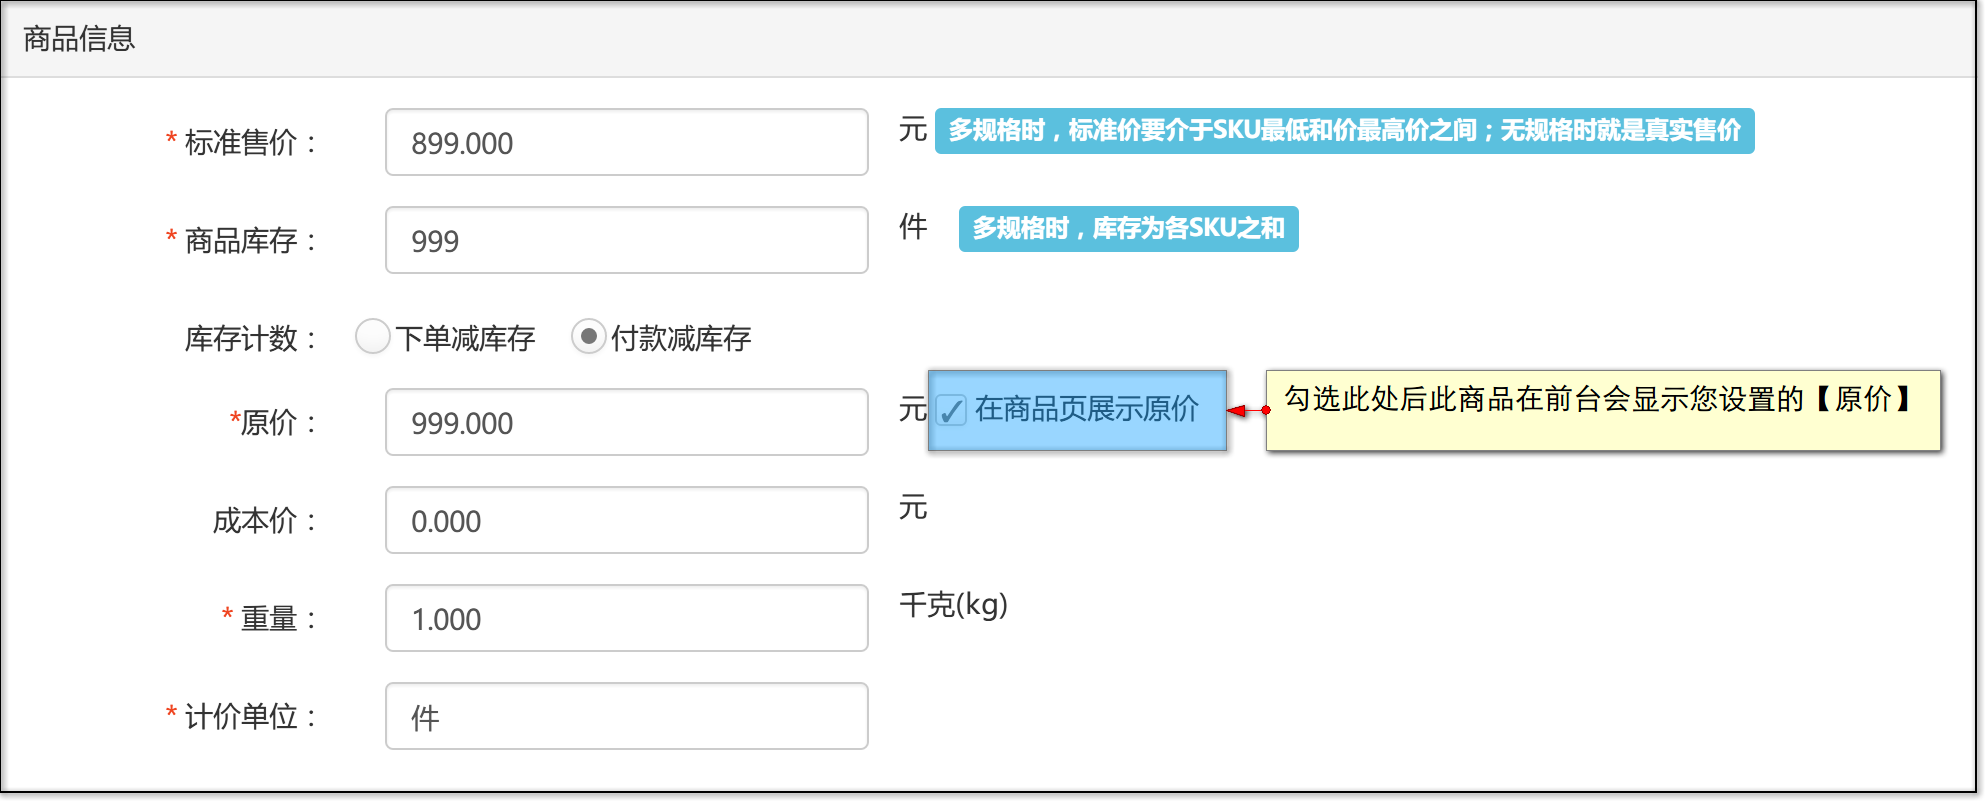 商品信息
* 标准售价： 899.000 元 多规格时，标准价要介于SKU最低和价最高价之间；无规格时就是真实售价
* 商品库存： 999 件 多规格时，库存为各SKU之和
库存计数： 下单减库存 付款减库存
*原价： 999.000 元 在商品页展示原价 勾选此处后此商品在前台会显示您设置的【原价】
成本价： 0.000 元
* 重量： 1.000 千克(kg)
* 计价单位： 件